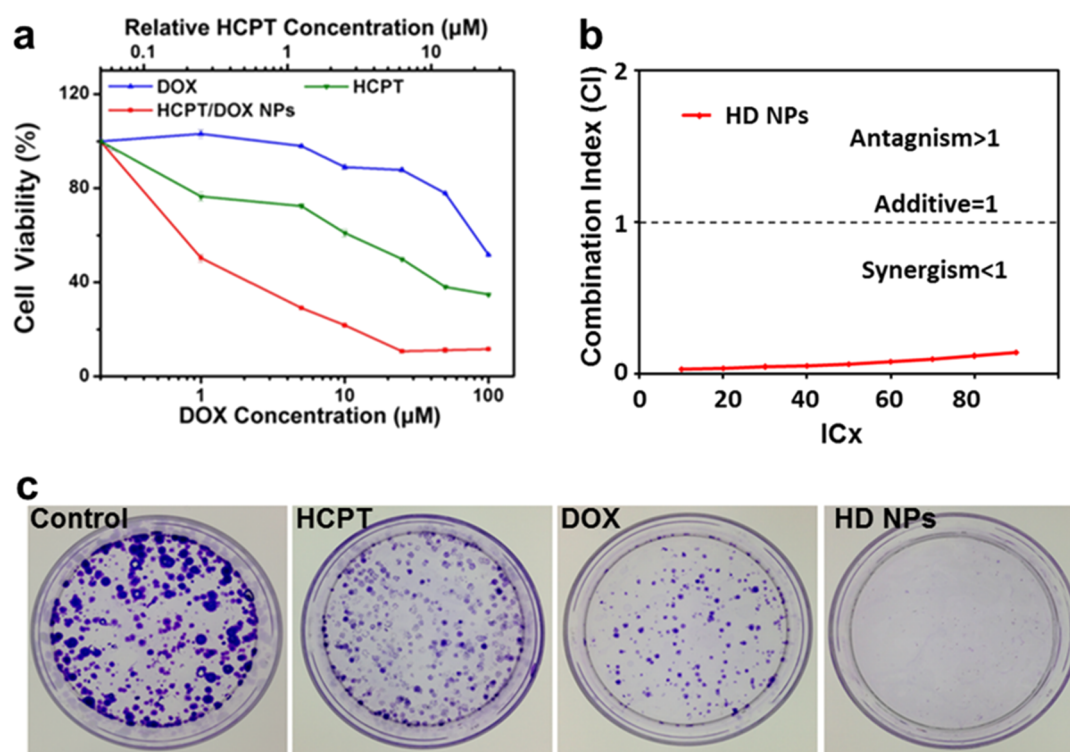 a
Relative HCPT Concentration (μM)
0.1 1 10
DOX HCPT
HCPT/DOX NPs
120
80
40
0
Cell Viability (%)
1 10 100
DOX Concentration (μM)
b
2
1
0
Combination Index (CI)
HD NPs
Antagnism>1
Additive=1
Synergism<1
0 20 40 60 80
ICx
c
Control HCPT DOX HD NPs